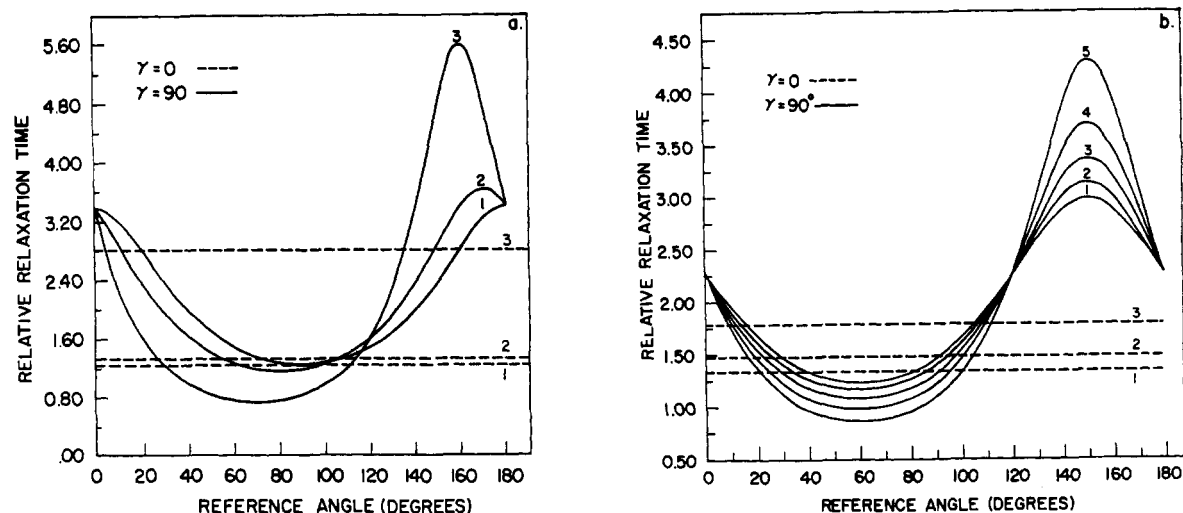 a.
RELATIVE RELAXATION TIME
5.60
4.80
4.00
3.20
2.40
1.60
0.80
.00
γ=0
γ=90
3
2
1
3
2
1
0 20 40 60 80 100 120 140 160 180
REFERENCE ANGLE (DEGREES)
b.
RELATIVE RELAXATION TIME
4.50
4.00
3.50
3.00
2.50
2.00
1.50
1.00
0.50
γ=0
γ=90°
5
4
3
2
1
3
2
1
0 20 40 60 80 100 120 140 160 180
REFERENCE ANGLE (DEGREES)